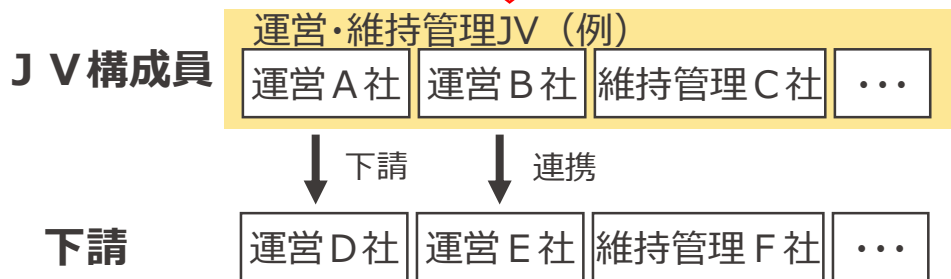 運営･維持管理JV（例）
ＪＶ構成員
運営Ａ社 運営Ｂ社 維持管理Ｃ社 ･･･
下請 連携
下請
運営Ｄ社 運営Ｅ社 維持管理Ｆ社 ･･･